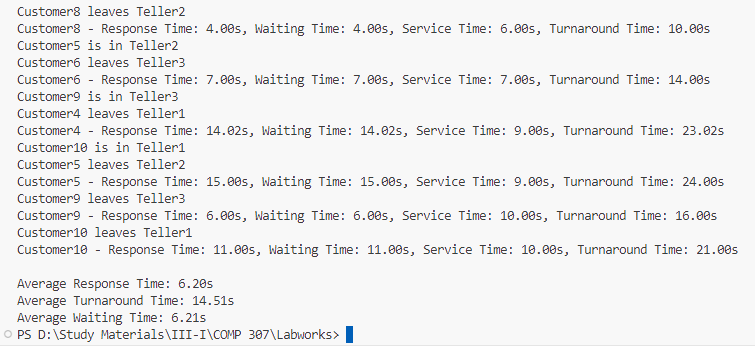 Customer8 leaves Teller2
Customer8 - Response Time: 4.00s, Waiting Time: 4.00s, Service Time: 6.00s, Turnaround Time: 10.00s
Customer5 is in Teller2
Customer6 leaves Teller3
Customer6 - Response Time: 7.00s, Waiting Time: 7.00s, Service Time: 7.00s, Turnaround Time: 14.00s
Customer9 is in Teller3
Customer4 leaves Teller1
Customer4 - Response Time: 14.02s, Waiting Time: 14.02s, Service Time: 9.00s, Turnaround Time: 23.02s
Customer10 is in Teller1
Customer5 leaves Teller2
Customer5 - Response Time: 15.00s, Waiting Time: 15.00s, Service Time: 9.00s, Turnaround Time: 24.00s
Customer9 leaves Teller3
Customer9 - Response Time: 6.00s, Waiting Time: 6.00s, Service Time: 10.00s, Turnaround Time: 16.00s
Customer10 leaves Teller1
Customer10 - Response Time: 11.00s, Waiting Time: 11.00s, Service Time: 10.00s, Turnaround Time: 21.00s
Average Response Time: 6.20s
Average Turnaround Time: 14.51s
Average Waiting Time: 6.21s
PS D:\Study Materials\III-I\COMP 307\Labworks>